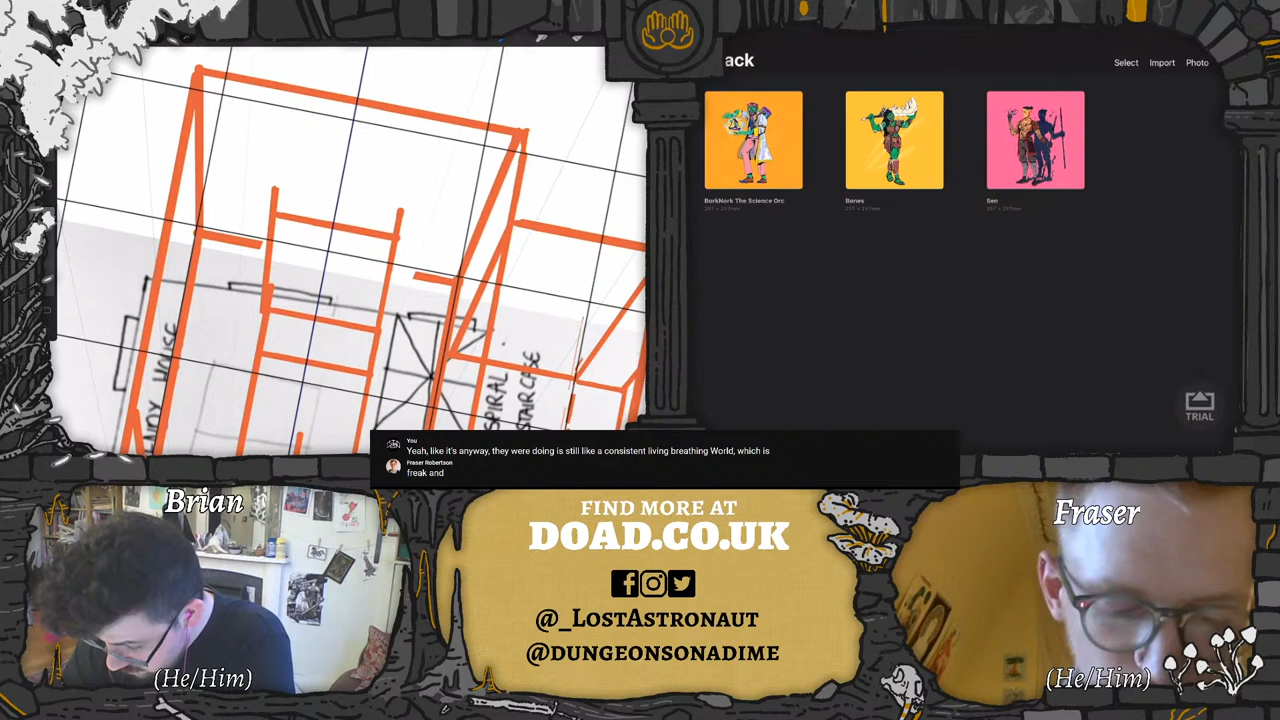 ack
Select Import Photo
BorkNork The Science Orc
Bones
Sen
TRIAL
SPIRAL
STAIRCASE
HOUSE
You
Yeah, like it's anyway, they were doing is still like a consistent living breathing World, which is
Fraser Robertson
freak and
Brian
(He/Him)
FIND MORE AT
DOAD.CO.UK
@_LostAstronaut
@dungeonsonadime
Fraser
(He/Him)